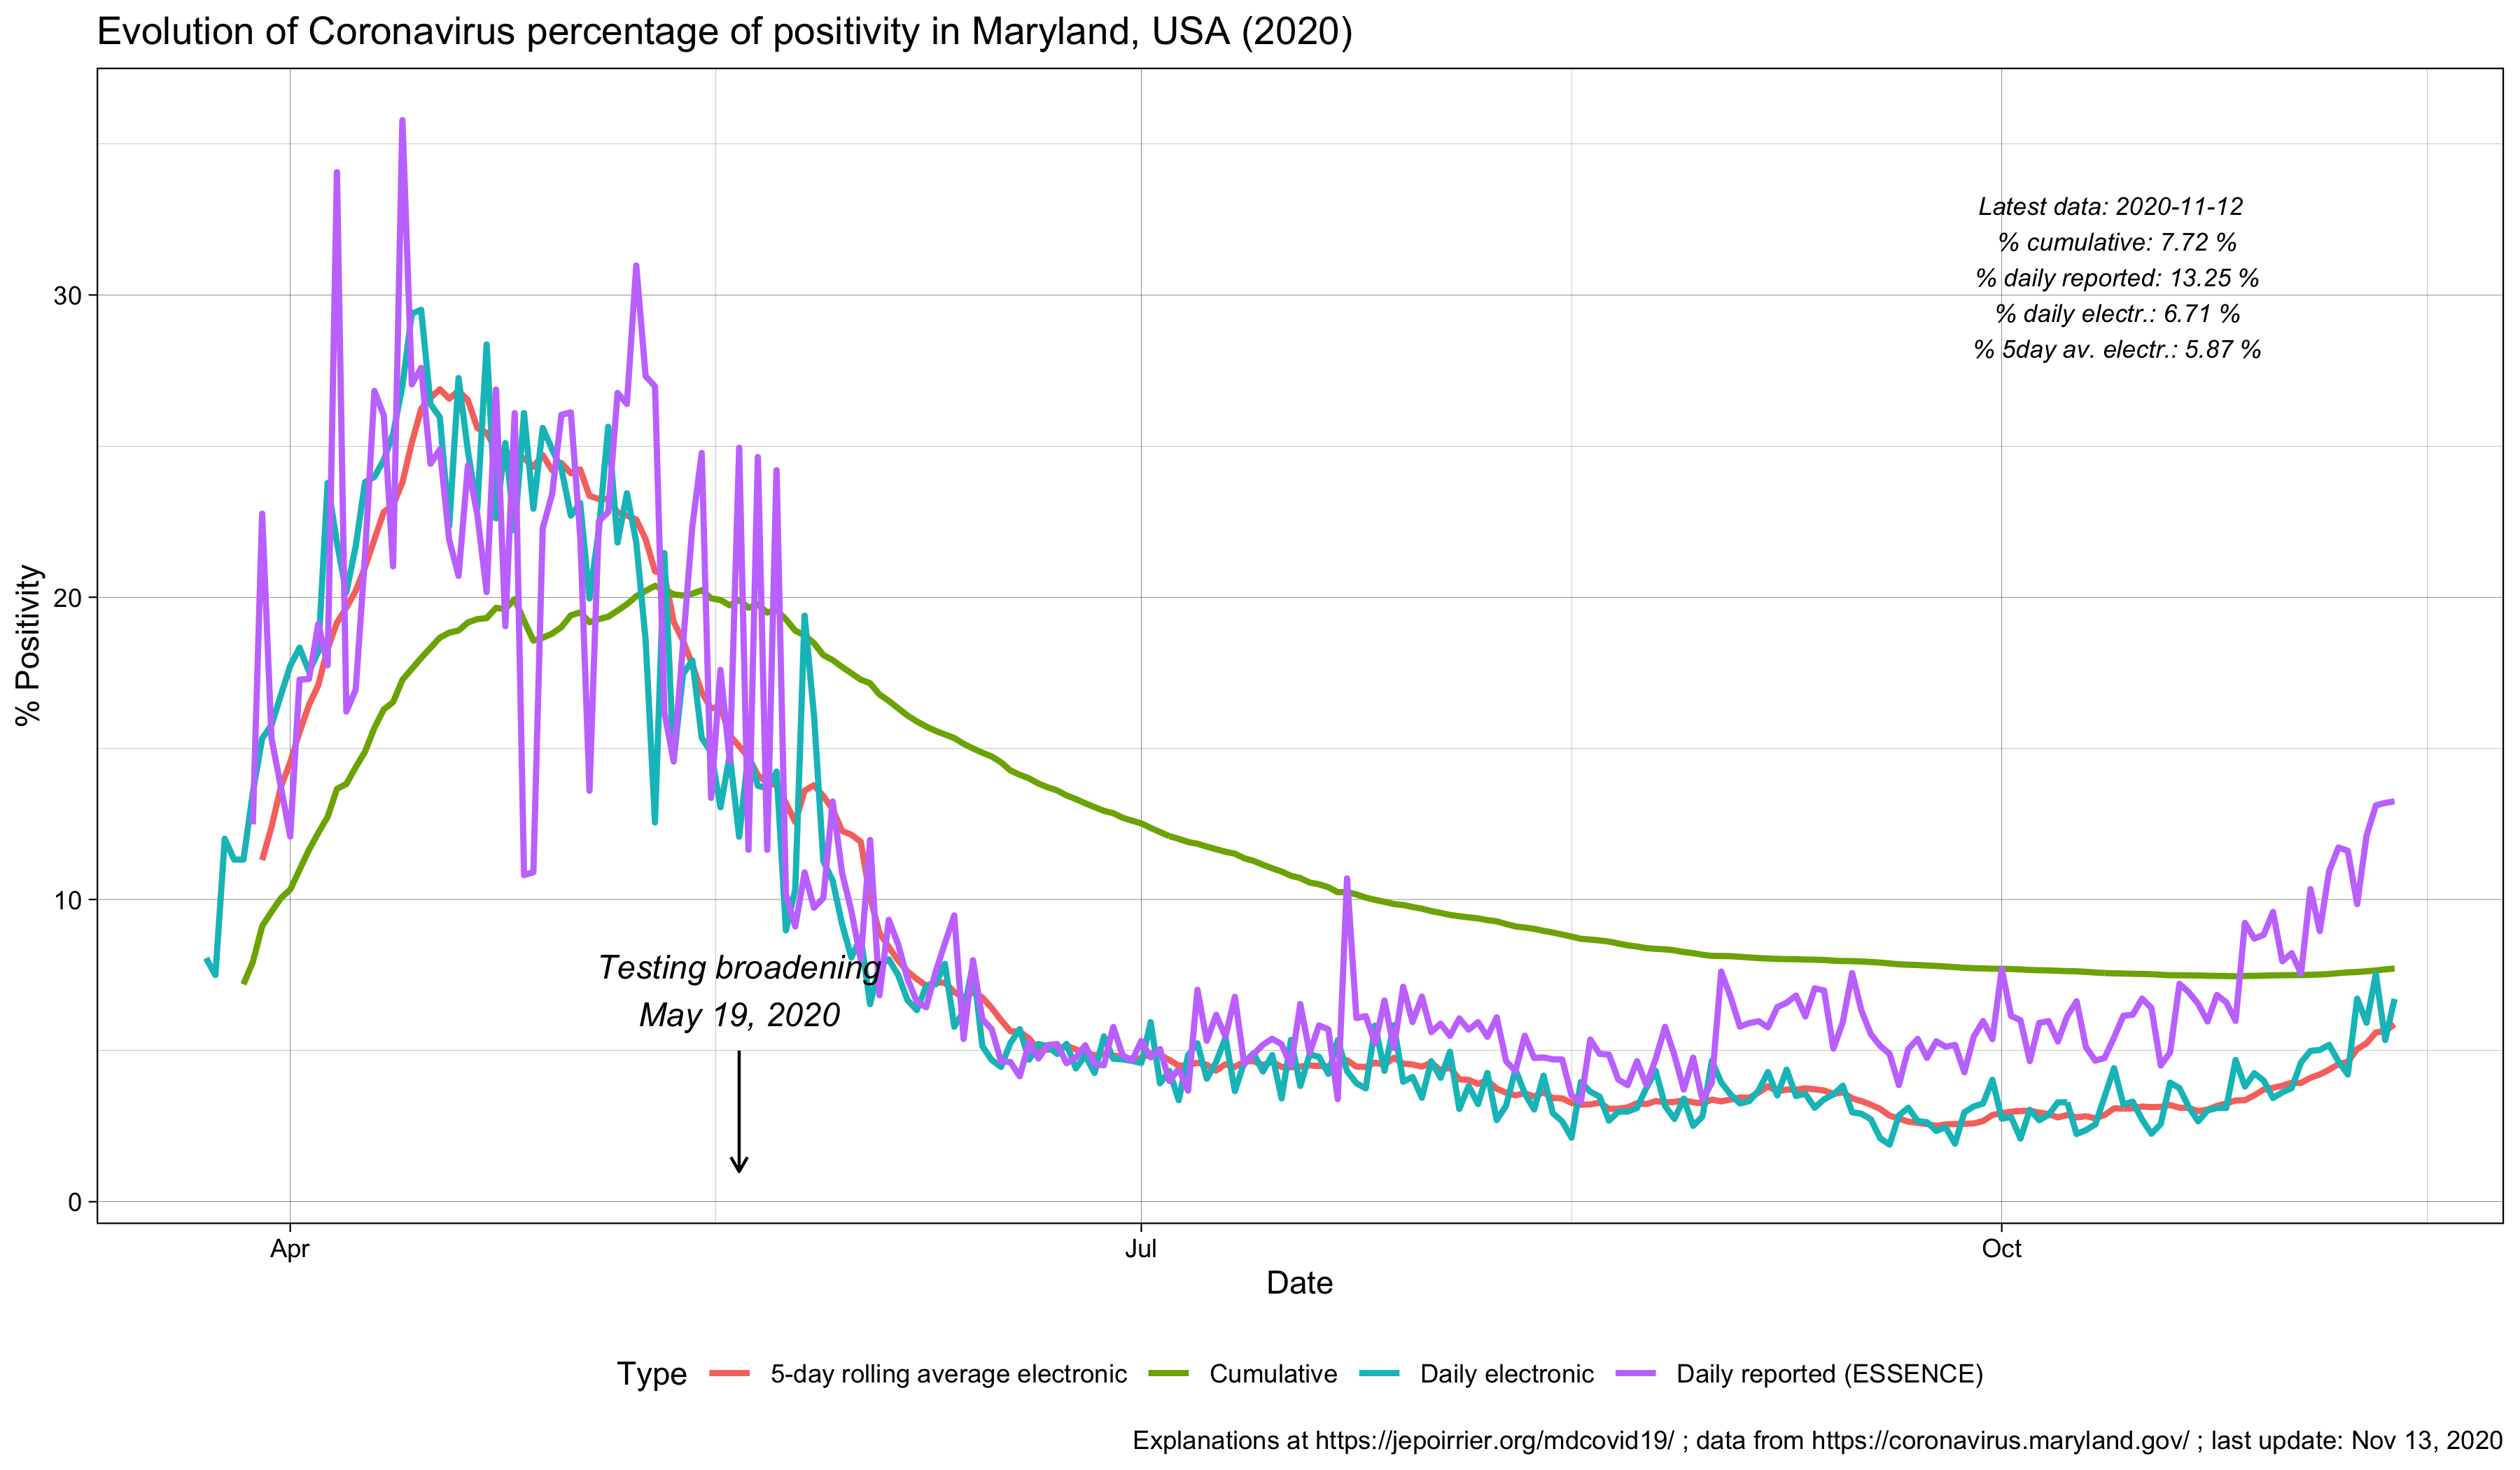 Evolution of Coronavirus percentage of positivity in Maryland, USA (2020)
Latest data: 2020-11-12
% cumulative: 7.72 %
% daily reported: 13.25 %
% daily electr.: 6.71 %
% 5day av. electr.: 5.87 %
30
20
10
0
% Positivity
Testing broadening
May 19, 2020
Apr
Jul
Oct
Date
Type
5-day rolling average electronic
Cumulative
Daily electronic
Daily reported (ESSENCE)
Explanations at https://jepoirrier.org/mdcovid19/ ; data from https://coronavirus.maryland.gov/ ; last update: Nov 13, 2020